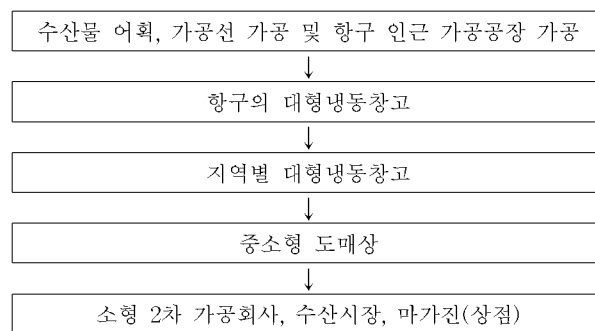 수산물 어획, 가공선 가공 및 항구 인근 가공공장 가공
↓
항구의 대형냉동창고
↓
지역별 대형냉동창고
↓
중소형 도매상
↓
소형 2차 가공회사, 수산시장, 마가진(상점)